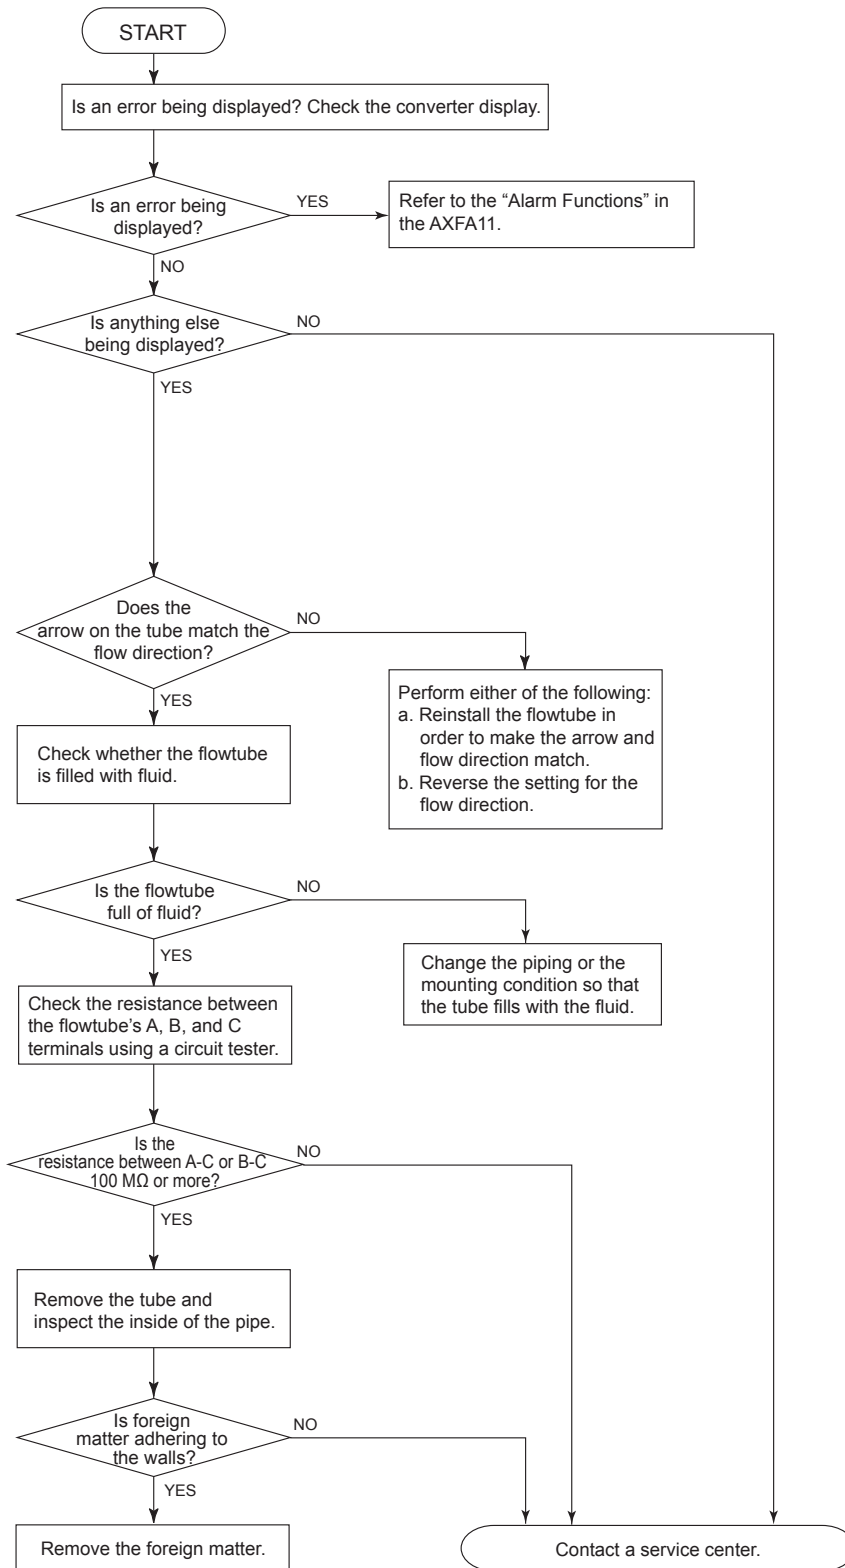 START
Is an error being displayed? Check the converter display.
Is an error being
displayed?
YES
Refer to the “Alarm Functions” in
the AXFA11.
NO
Is anything else
being displayed?
NO
YES
Does the
arrow on the tube match the
flow direction?
NO
YES
Perform either of the following:
a. Reinstall the flowtube in
order to make the arrow and
flow direction match.
b. Reverse the setting for the
flow direction.
Check whether the flowtube
is filled with fluid.
Is the flowtube
full of fluid?
NO
YES
Change the piping or the
mounting condition so that
the tube fills with the fluid.
Check the resistance between
the flowtube’s A, B, and C
terminals using a circuit tester.
Is the
resistance between A-C or B-C
100 MΩ or more?
NO
YES
Remove the tube and
inspect the inside of the pipe.
Is foreign
matter adhering to
the walls?
NO
YES
Remove the foreign matter.
Contact a service center.